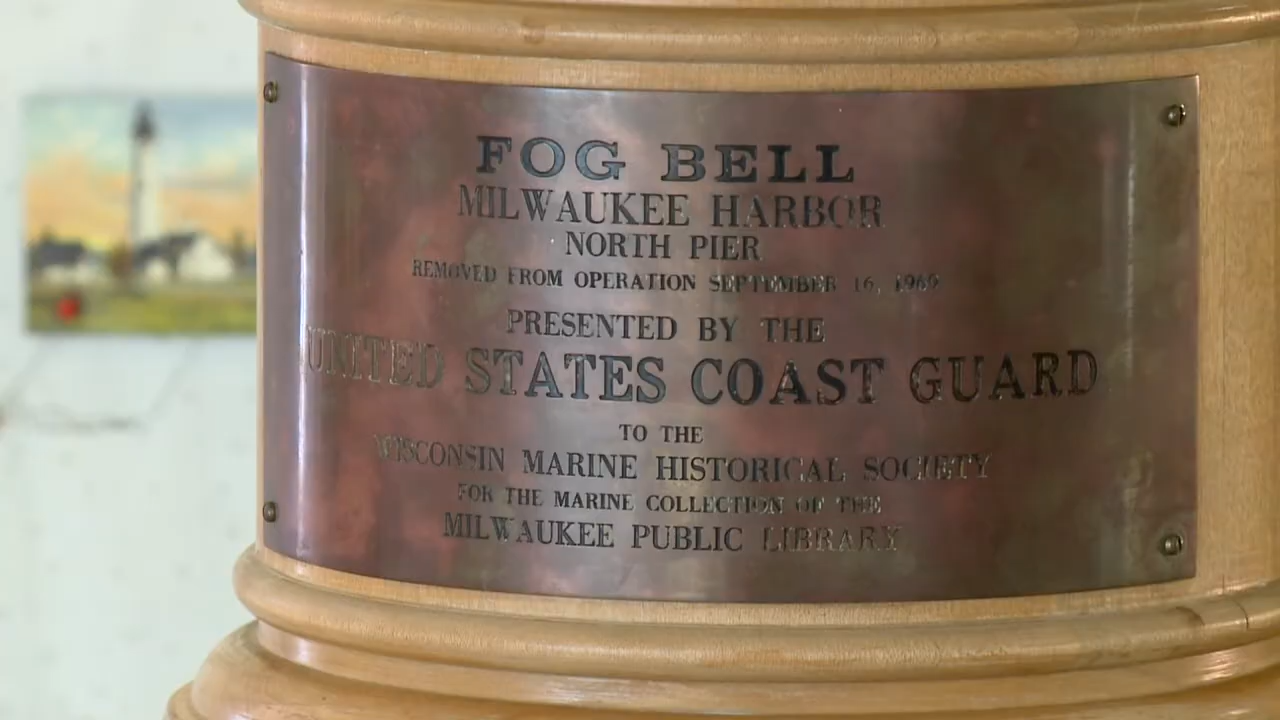 FOG BELL
MILWAUKEE HARBOR
NORTH PIER
REMOVED FROM OPERATION SEPTEMBER 16, 1969
PRESENTED BY THE
UNITED STATES COAST GUARD
TO THE
WISCONSIN MARINE HISTORICAL SOCIETY
FOR THE MARINE COLLECTION OF THE
MILWAUKEE PUBLIC LIBRARY